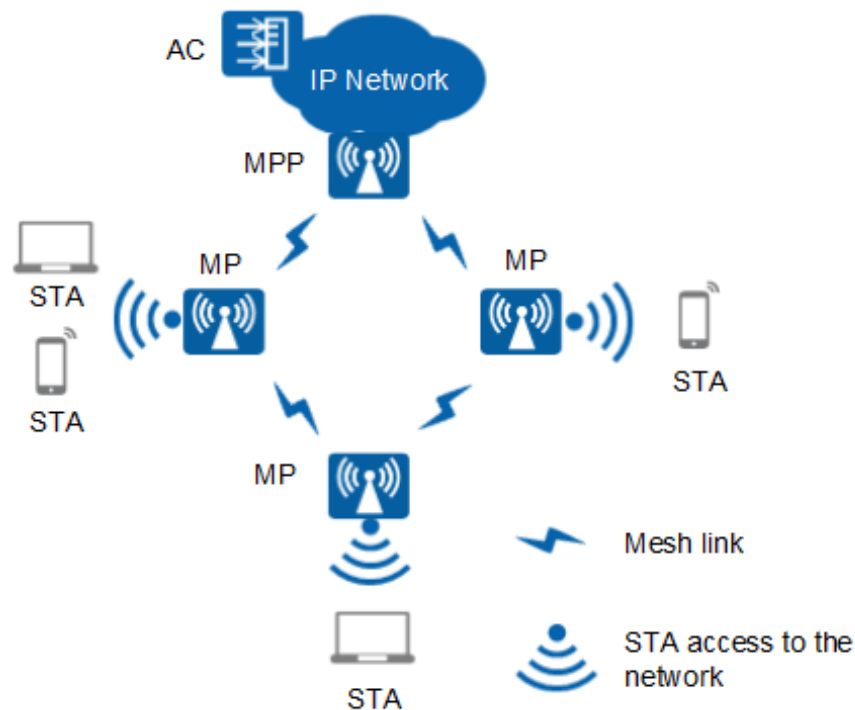 AC
IP Network
MPP
MP
MP
STA
STA
STA
MP
Mesh link
STA access to the
network
STA